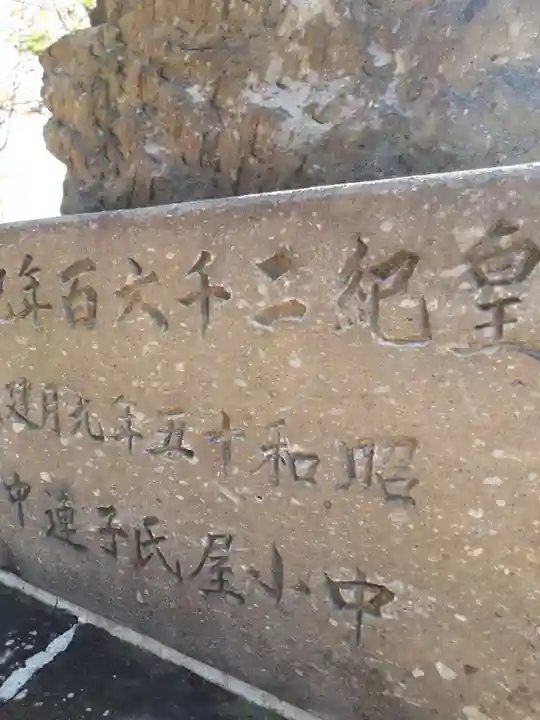 皇紀二千六百年
昭和十五年元月建
中小屋氏子連中